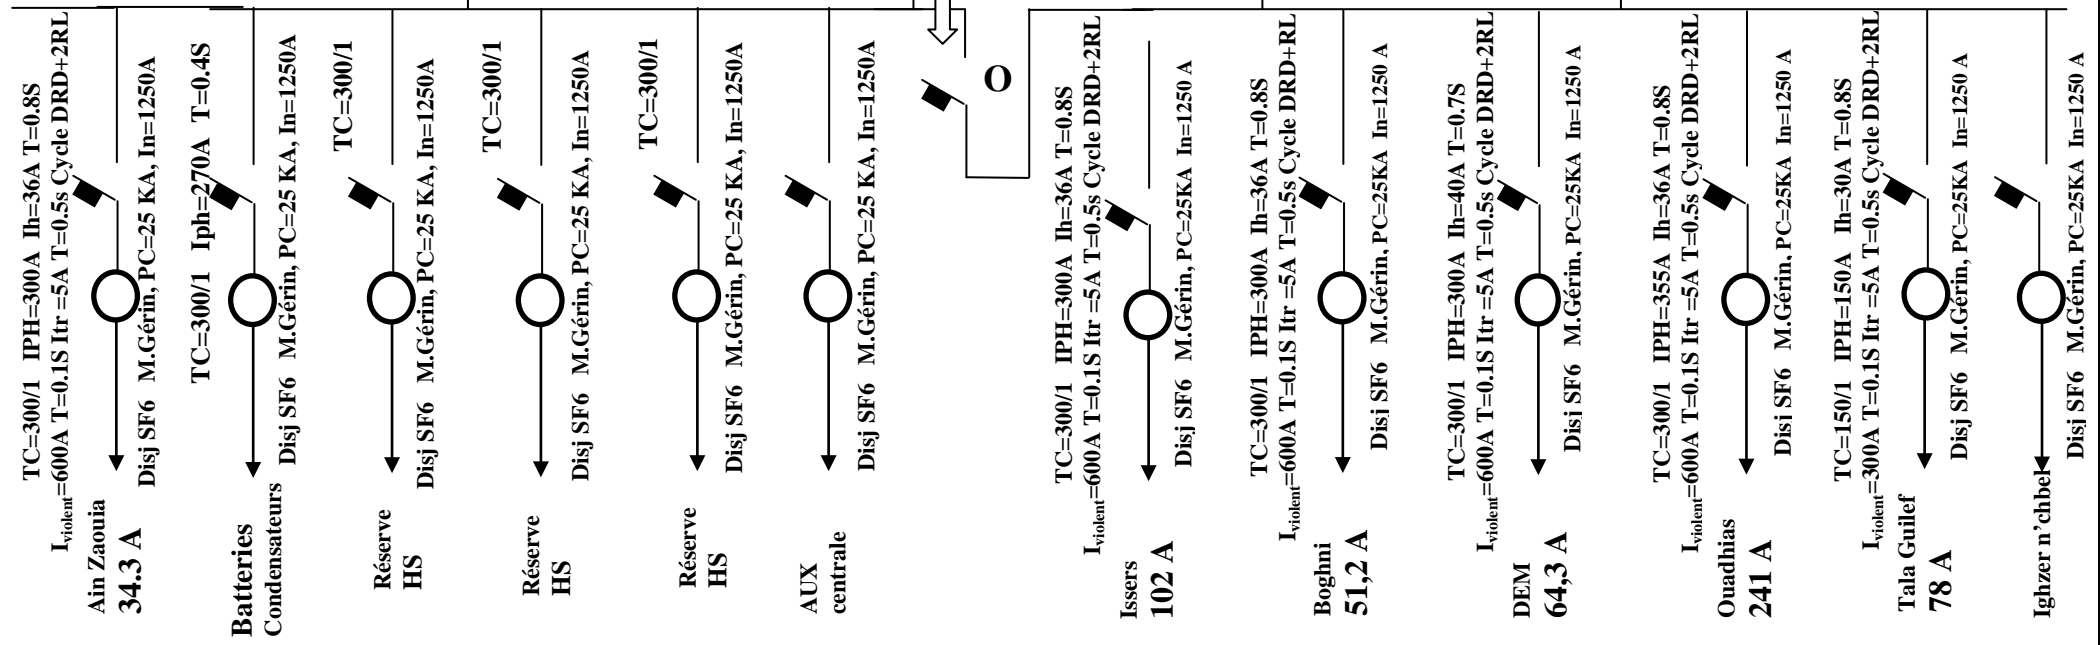 TC=300/1 IPH=300A Ih=36A T=0.8S
Iviolent=600A T=0.1S Itr =5A T=0.5s Cycle DRD+2RL
Ain Zaouia
34.3 A
Disj SF6 M.Gérin, PC=25 KA, In=1250A
TC=300/1 Iph=270A T=0.4S
Batteries
Condensateurs
Disj SF6 M.Gérin, PC=25 KA, In=1250A
TC=300/1
Réserve
HS
Disj SF6 M.Gérin, PC=25 KA, In=1250A
TC=300/1
Réserve
HS
Disj SF6 M.Gérin, PC=25 KA, In=1250A
TC=300/1
Réserve
HS
Disj SF6 M.Gérin, PC=25 KA, In=1250A
AUX
centrale
Disj SF6 M.Gérin, PC=25 KA, In=1250A
O
TC=300/1 IPH=300A Ih=36A T=0.8S
Iviolent=600A T=0.1S Itr =5A T=0.5s Cycle DRD+2RL
Issers
102 A
Disj SF6 M.Gérin, PC=25KA In=1250 A
TC=300/1 IPH=300A Ih=36A T=0.8S
Iviolent=600A T=0.1S Itr =5A T=0.5s Cycle DRD+RL
Boghni
51,2 A
Disj SF6 M.Gérin, PC=25KA In=1250 A
TC=300/1 IPH=300A Ih=40A T=0.7S
Iviolent=600A T=0.1S Itr =5A T=0.5s Cycle DRD+2RL
DEM
64,3 A
Disj SF6 M.Gérin, PC=25KA In=1250 A
TC=300/1 IPH=355A Ih=36A T=0.8S
Iviolent=600A T=0.1S Itr =5A T=0.5s Cycle DRD+2RL
Ouadhias
241 A
Disj SF6 M.Gérin, PC=25KA In=1250 A
TC=150/1 IPH=150A Ih=30A T=0.8S
Iviolent=300A T=0.1S Itr =5A T=0.5s Cycle DRD+2RL
Tala Guilef
78 A
Disj SF6 M.Gérin, PC=25KA In=1250 A
Ighzer n'chbel
Disj SF6 M.Gérin, PC=25KA In=1250 A